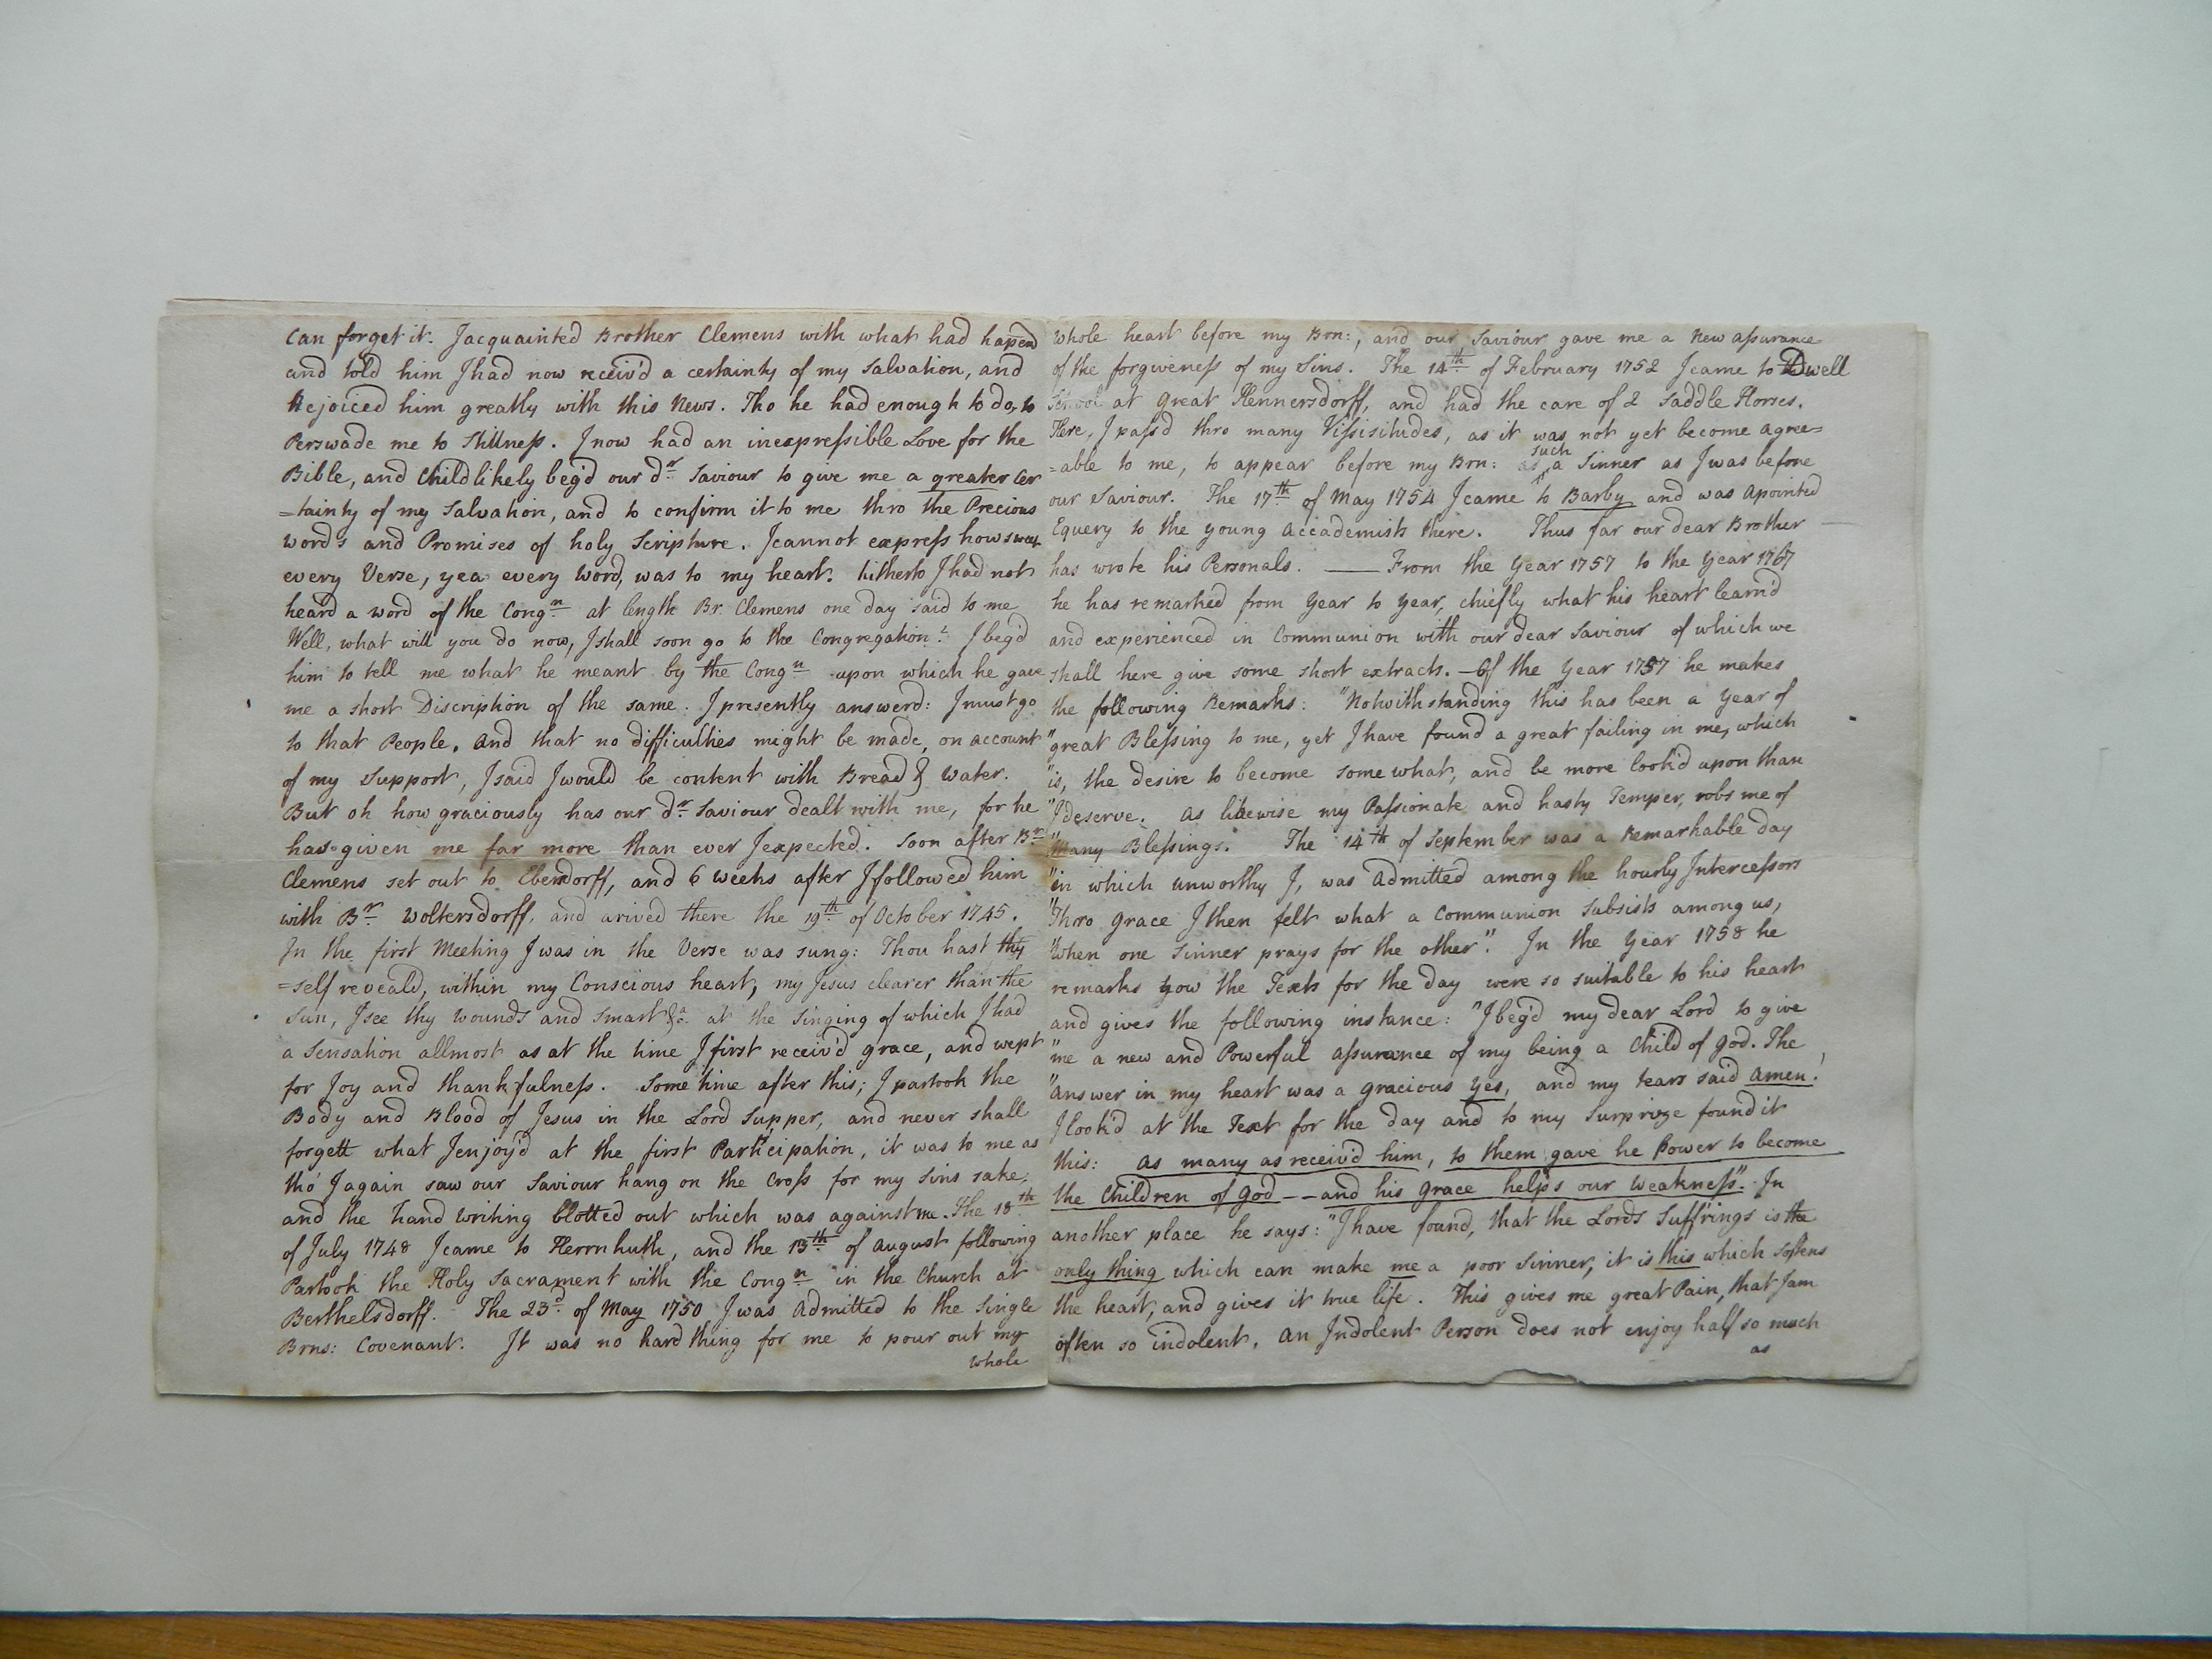 Can forget it. I acquainted Brother Clemens with what had hapend
and told him I had now receiv'd a certainty of my Salvation, and
Rejoiced him greatly with this News. Tho he had enough to do, to
Perswade me to Stillness. I now had an inexpressible Love for the
Bible, and Childlikely beg'd our dr. Saviour to give me a greater Cer
=tainty of my Salvation, and to confirm it to me thro the Precious
words and Promises of holy Scripture. I cannot express how sweet
every Verse, yea every Word, was to my heart. hitherto I had not
heard a word of the Congn. at length Br. Clemens one day said to me
Well, what will you do now, I shall soon go to the Congregation? I beg'd
him to tell me what he meant by the Congn. upon which he gave
me a short Discription of the same. I presently answerd: I must go
to that People. And that no difficulties might be made, on account
of my Support, I said I would be content with Bread & Water.
But oh how graciously has our dr. Saviour dealt with me, for he
has given me far more than ever I expected. Soon after Br.
Clemens set out to Ebersdorff, and 6 weeks after I followed him
with Br. Woltersdorff, and arived there the 19th of October 1745.
In the first Meeting I was in the Verse was sung: Thou hast thy
=self reveald, within my Conscious heart, my Jesus clearer than the
Sun, I see thy Wounds and Smart &c. at the Singing of which I had
a Sensation allmost as at the time I first receiv'd grace, and wept
for Joy and thankfulness. Some time after this, I partook the
Body and Blood of Jesus in the Lord Supper, and never shall
forgett what I enjoy'd at the first Participation, it was to me as
tho' I again saw our Saviour hang on the Cross for my Sins sake,
and the hand Writing blotted out which was against me. The 18th
of July 1748 I came to Herrnhuth, and the 13th of August following
Partook the Holy Sacrament with the Congn. in the Church at
Berthelsdorff. The 23d. of May 1750 I was Admitted to the Single
Brns: Covenant. It was no hard thing for me to pour out my
whole
whole heart before my Brn:, and our Saviour gave me a New assurance
of the forgiveness of my Sins. The 14th of February 1752 I came to Dwell
School at great Hennersdorff, and had the care of 2 Saddle Horses.
Here, I pass'd thro many Vissisitudes, as it was not yet become agree=
such
=able to me, to appear before my Brn: as a Sinner as I was before
our Saviour. The 17th of May 1754 I came to Barby and was apointed
Equery to the young Accademists there. Thus far our dear Brother
has wrote his Personals. —— From the Year 1757 to the Year 1767
he has remarked from Year to Year, chiefly what his heart learn'd
and experienced in Communion with our dear Saviour of which we
shall here give some short extracts. — Of the Year 1757 he makes
the following Remarks: "Notwithstanding this has been a Year of
"great Blessing to me, yet I have found a great failing in me, which
"is, the desire to become some what, and be more look'd upon than
"I deserve. As likewise my Passionate and hasty Temper, robs me of
"Many Blessings. The 14th of September was a Remarkable day
"in which unworthy I, was Admitted among the hourly Intercessors
"Thro Grace I then felt what a Communion Subsists among us,
"When one Sinner prays for the other". In the Year 1758 he
remarks how the Texts for the day were so suitable to his heart
and gives the following instance: "I beg'd my dear Lord to give
"me a new and Powerful assurance of my being a Child of God. The
"answer in my heart was a gracious Yes, and my tears said Amen!
I look'd at the Text for the day and to my Surprize found it
this: As many as receiv'd him, to them gave he Power to become
the Children of God -- and his Grace helps our Weakness". In
another place he says: "I have found, that the Lords Suff'rings is the
only thing which can make me a poor Sinner, it is this which softens
the heart, and gives it true life. This gives me great Pain, that I am
often so indolent. An Indolent Person does not enjoy half so much
as